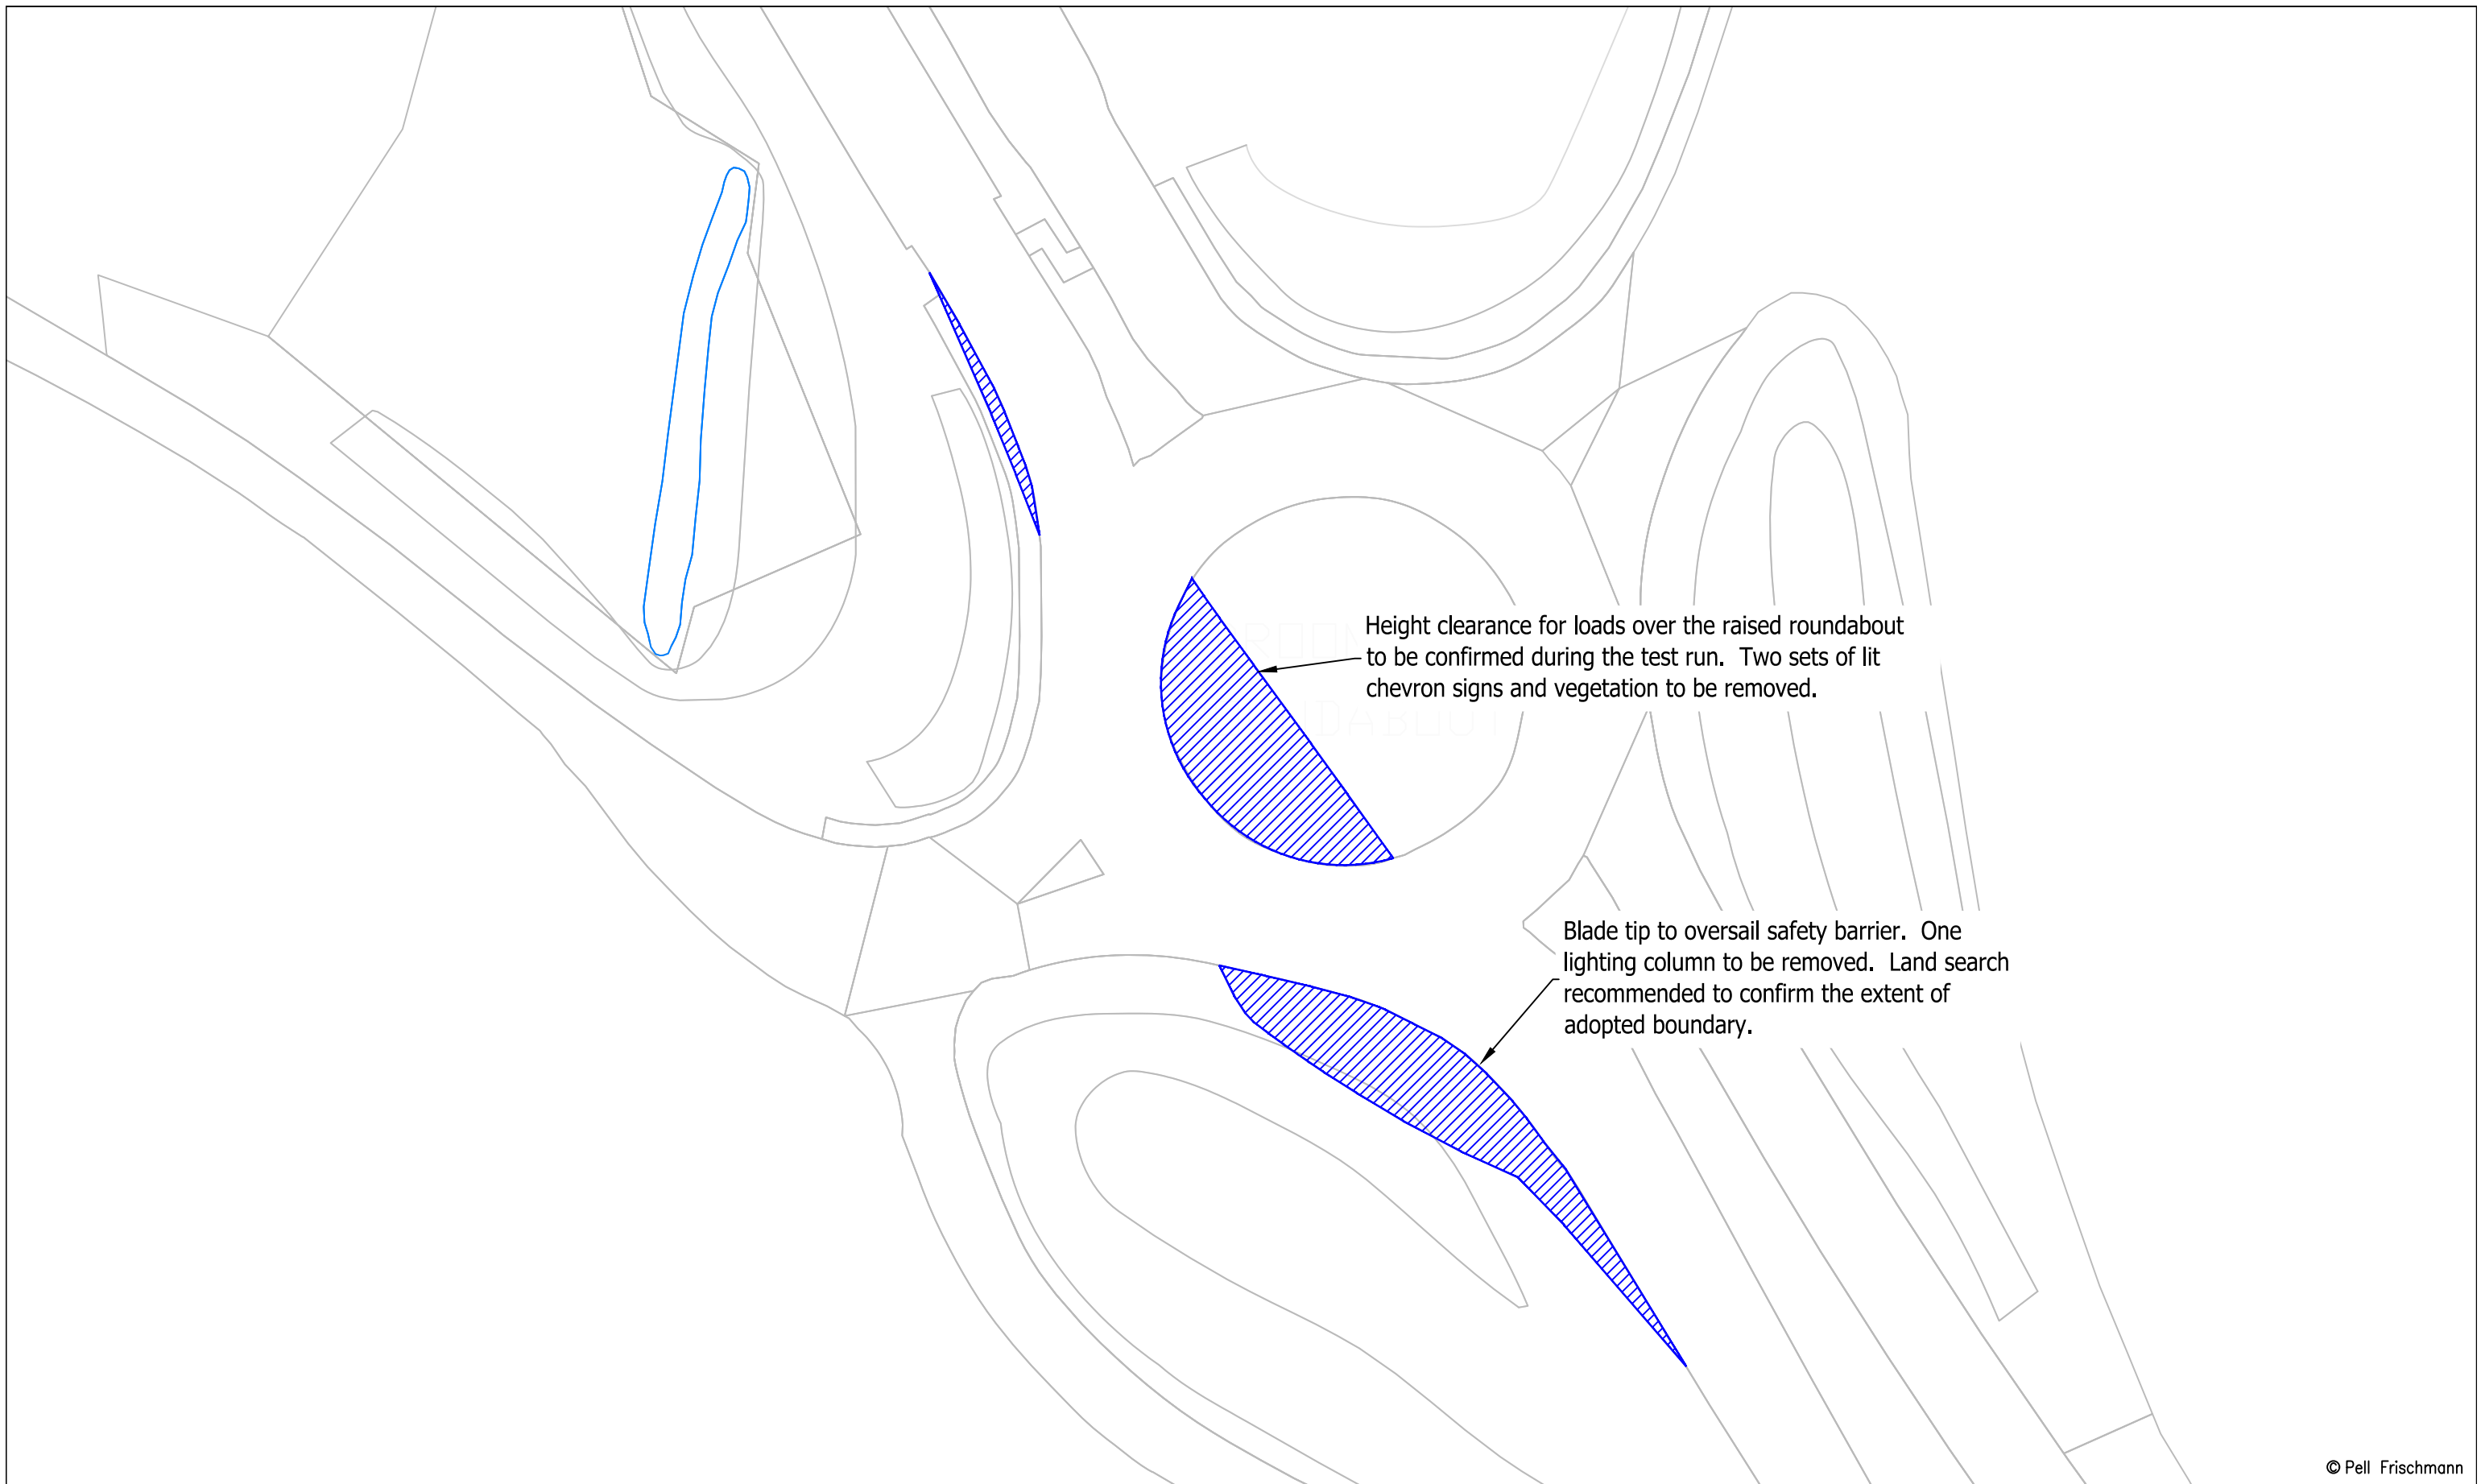 Height clearance for loads over the raised roundabout
to be confirmed during the test run.  Two sets of lit
chevron signs and vegetation to be removed.
Blade tip to oversail safety barrier.  One
lighting column to be removed.  Land search
recommended to confirm the extent of
adopted boundary.
© Pell Frischmann